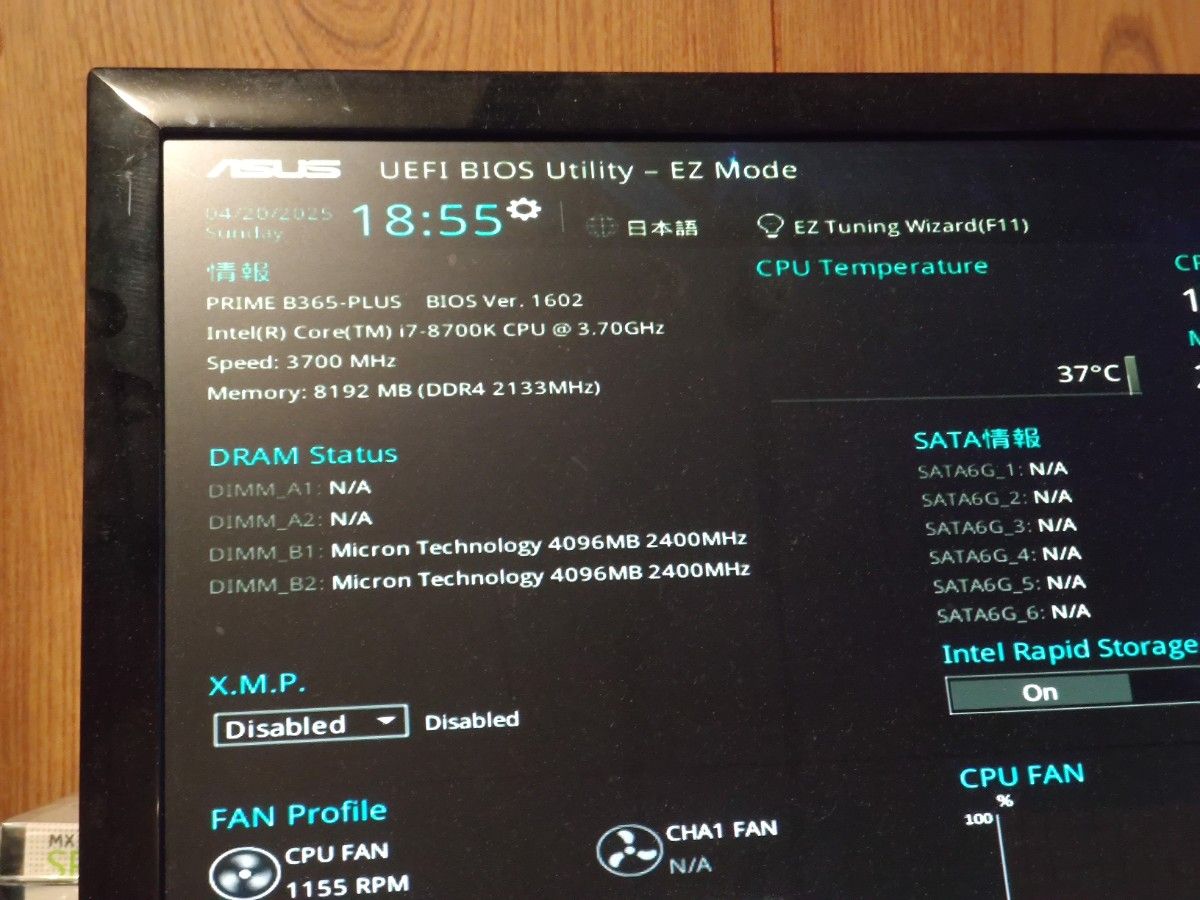 ASUS UEFI BIOS Utility – EZ Mode
04/20/2025
Sunday
18:55
日本語
EZ Tuning Wizard(F11)
情報
PRIME B365-PLUS BIOS Ver. 1602
Intel(R) Core(TM) i7-8700K CPU @ 3.70GHz
Speed: 3700 MHz
Memory: 8192 MB (DDR4 2133MHz)
CPU Temperature
37°C
DRAM Status
DIMM_A1: N/A
DIMM_A2: N/A
DIMM_B1: Micron Technology 4096MB 2400MHz
DIMM_B2: Micron Technology 4096MB 2400MHz
SATA情報
SATA6G_1: N/A
SATA6G_2: N/A
SATA6G_3: N/A
SATA6G_4: N/A
SATA6G_5: N/A
SATA6G_6: N/A
Intel Rapid Storage
On
X.M.P.
Disabled Disabled
FAN Profile
CPU FAN
1155 RPM
CHA1 FAN
N/A
CPU FAN
%
100
MX